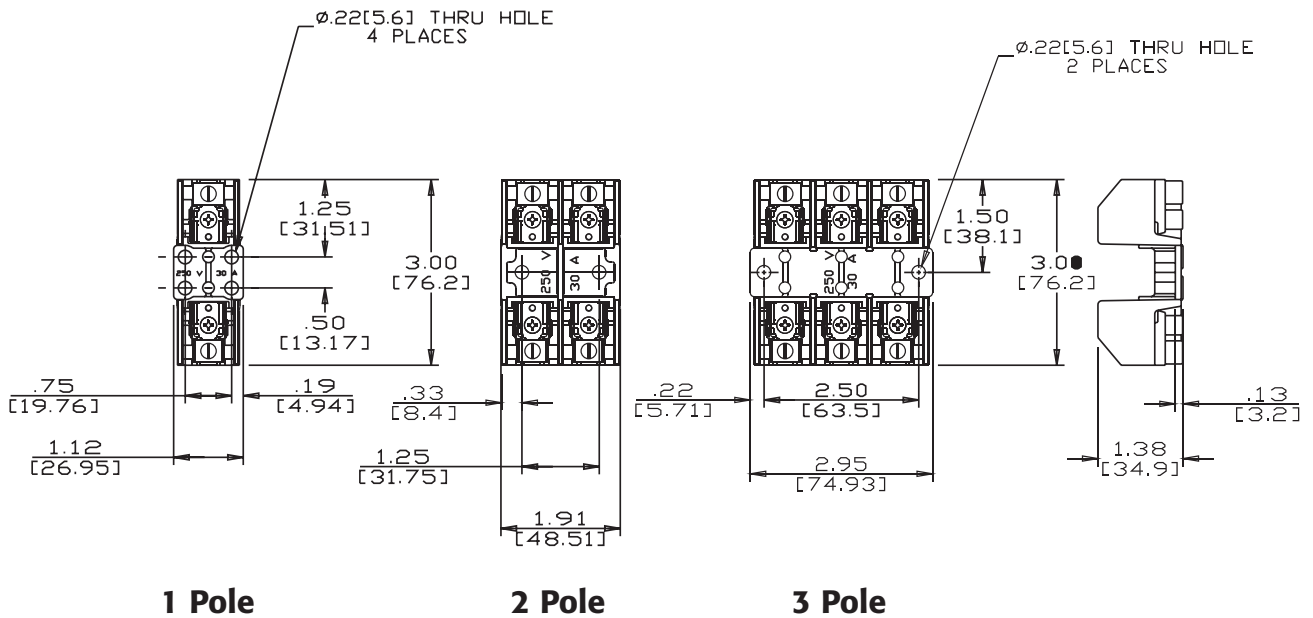 ø.22[5.6] THRU HOLE
4 PLACES
ø.22[5.6] THRU HOLE
2 PLACES
1.25
[31.51]
250 V 30 A
.50
[13.17]
.75
[19.76]
.19
[4.94]
1.12
[26.95]
3.00
[76.2]
250 V
30 A
.33
[8.4]
1.25
[31.75]
1.91
[48.51]
250 V
30 A
1.50
[38.1]
3.0
[76.2]
.22
[5.71]
2.50
[63.5]
2.95
[74.93]
.13
[3.2]
1.38
[34.9]
1 Pole
2 Pole
3 Pole